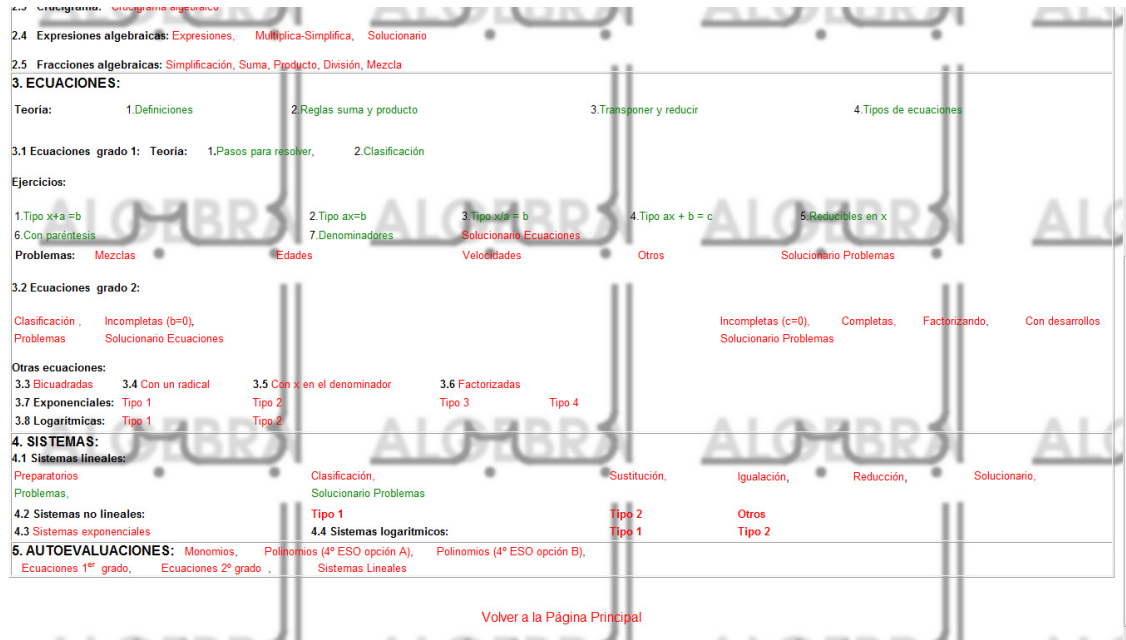 2.3 Crucigrama: Crucigrama algebraico
2.4 Expresiones algebraicas: Expresiones, Multiplica-Simplifica, Solucionario
2.5 Fracciones algebraicas: Simplificación, Suma, Producto, División, Mezcla
3. ECUACIONES:
Teoría: 1.Definiciones 2.Reglas suma y producto 3.Transponer y reducir 4.Tipos de ecuaciones
3.1 Ecuaciones grado 1: Teoría: 1.Pasos para resolver, 2.Clasificación
Ejercicios:
1.Tipo x+a =b 2.Tipo ax=b 3.Tipo x/a = b 4.Tipo ax + b = c 5.Reducibles en x
6.Con paréntesis 7.Denominadores Solucionario Ecuaciones
Problemas: Mezclas Edades Velocidades Otros Solucionario Problemas
3.2 Ecuaciones grado 2:
Clasificación , Incompletas (b=0), Incompletas (c=0), Completas, Factorizando, Con desarrollos
Problemas Solucionario Ecuaciones Solucionario Problemas
Otras ecuaciones:
3.3 Bicuadradas 3.4 Con un radical 3.5 Con x en el denominador 3.6 Factorizadas
3.7 Exponenciales: Tipo 1 Tipo 2 Tipo 3 Tipo 4
3.8 Logarítmicas: Tipo 1 Tipo 2
4. SISTEMAS:
4.1 Sistemas lineales:
Preparatorios Clasificación, Sustitución, Igualación, Reducción, Solucionario,
Problemas, Solucionario Problemas
4.2 Sistemas no lineales: Tipo 1 Tipo 2 Otros
4.3 Sistemas exponenciales 4.4 Sistemas logaritmicos: Tipo 1 Tipo 2
5. AUTOEVALUACIONES: Monomios, Polinomios (4º ESO opción A), Polinomios (4º ESO opción B),
Ecuaciones 1er grado, Ecuaciones 2º grado , Sistemas Lineales
Volver a la Página Principal